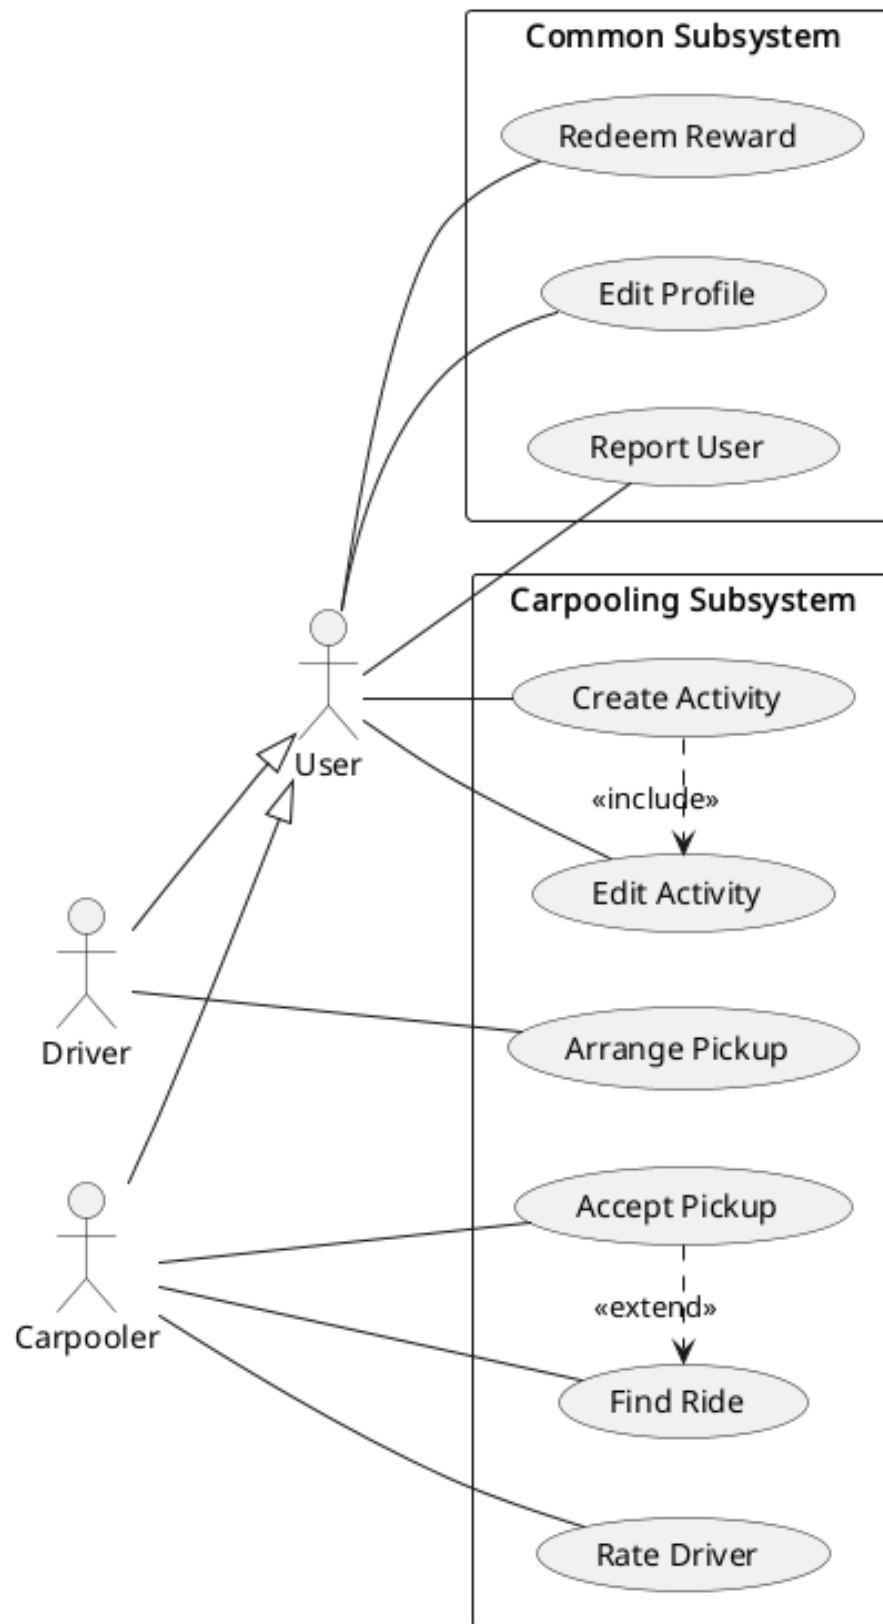 Common Subsystem
Redeem Reward
Edit Profile
Report User
Carpooling Subsystem
Create Activity
User
«include»
Edit Activity
Arrange Pickup
Driver
Accept Pickup
«extend»
Carpooler
Find Ride
Rate Driver